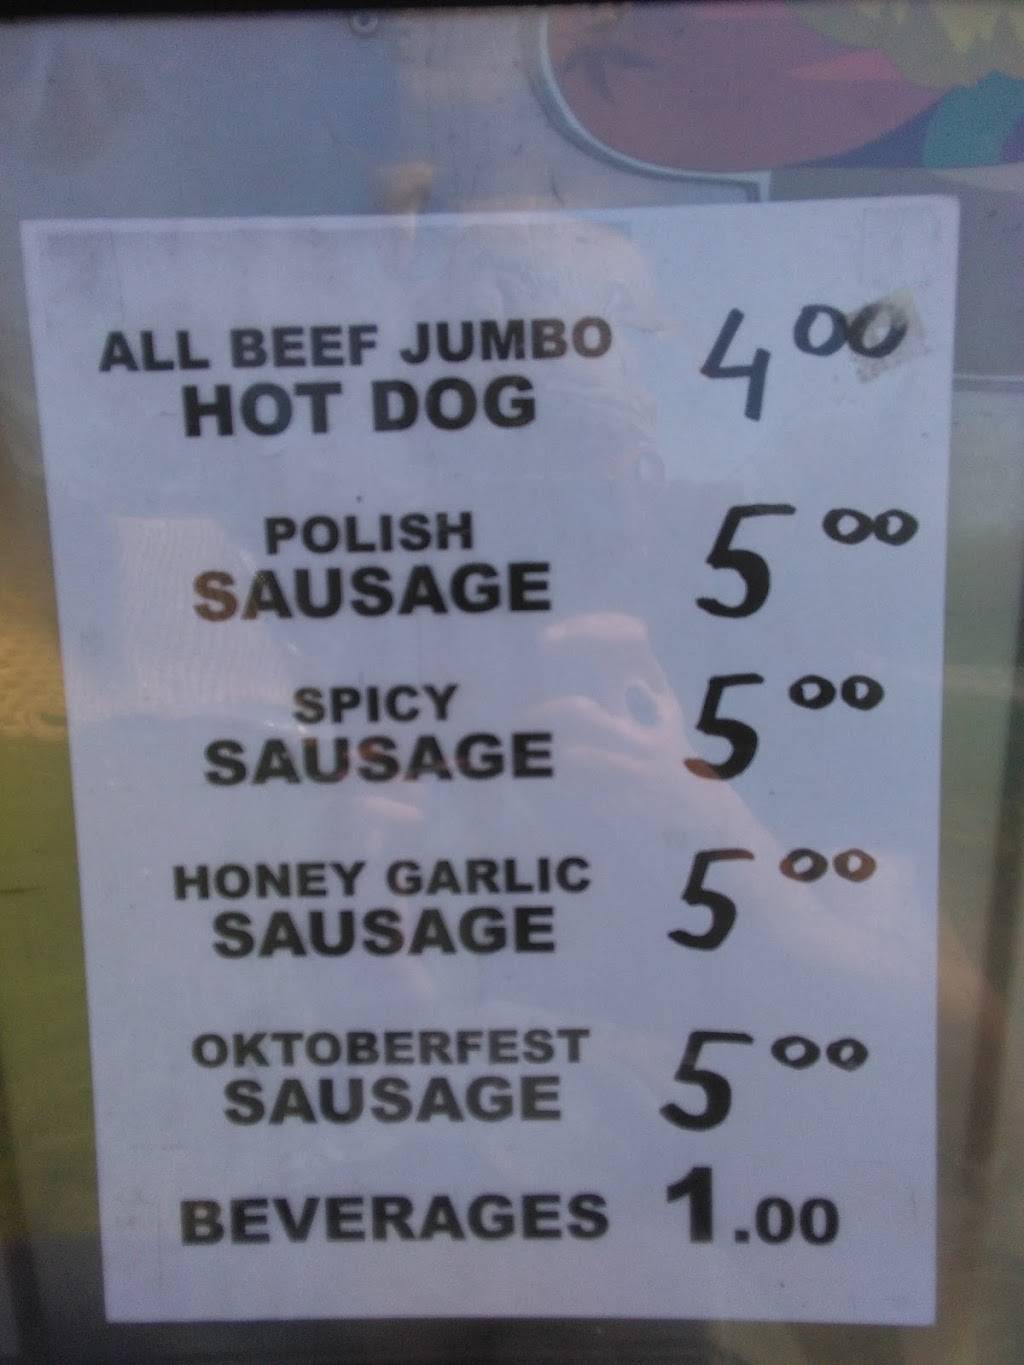 ALL BEEF JUMBO 4 00
HOT DOG
POLISH 5 00
SAUSAGE
SPICY 5 00
SAUSAGE
HONEY GARLIC 5 00
SAUSAGE
OKTOBERFEST 5 00
SAUSAGE
BEVERAGES 1.00